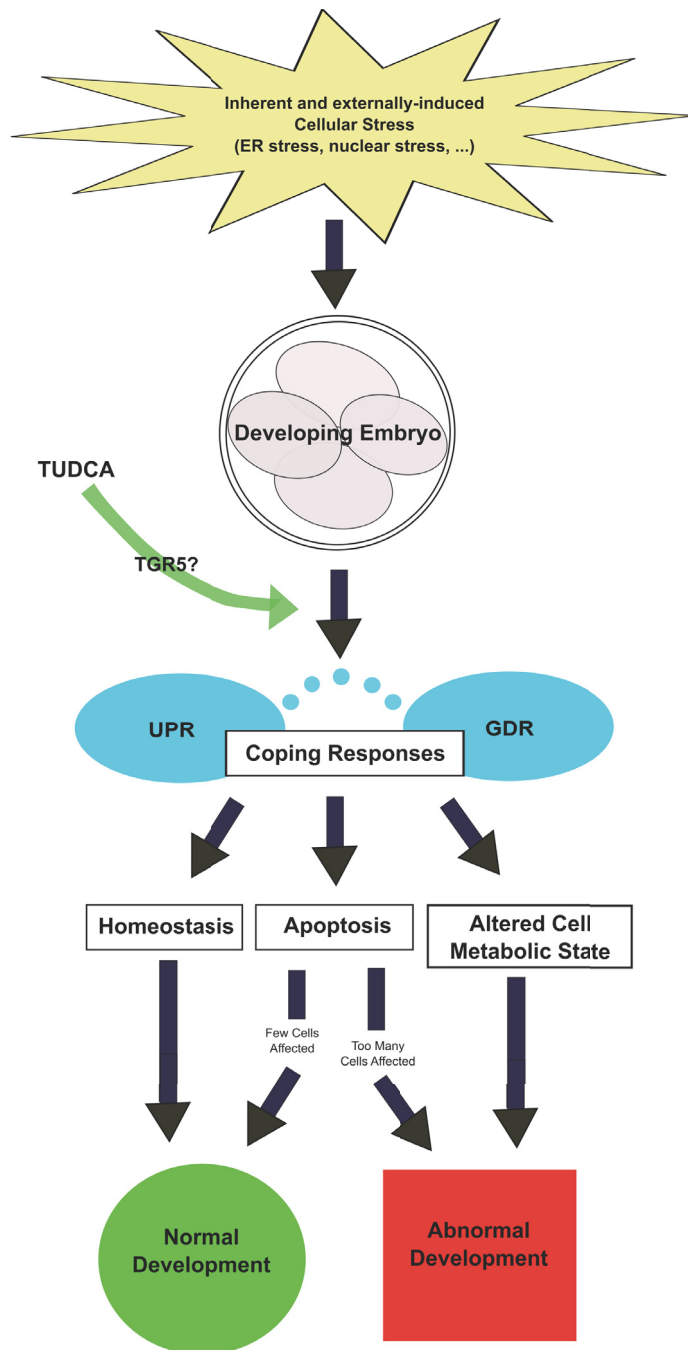 Inherent and externally-induced
Cellular Stress
(ER stress, nuclear stress, ...)
Developing Embryo
TUDCA
TGR5?
UPR
GDR
Coping Responses
Homeostasis
Apoptosis
Altered Cell
Metabolic State
Few Cells
Affected
Too Many
Cells Affected
Normal
Development
Abnormal
Development